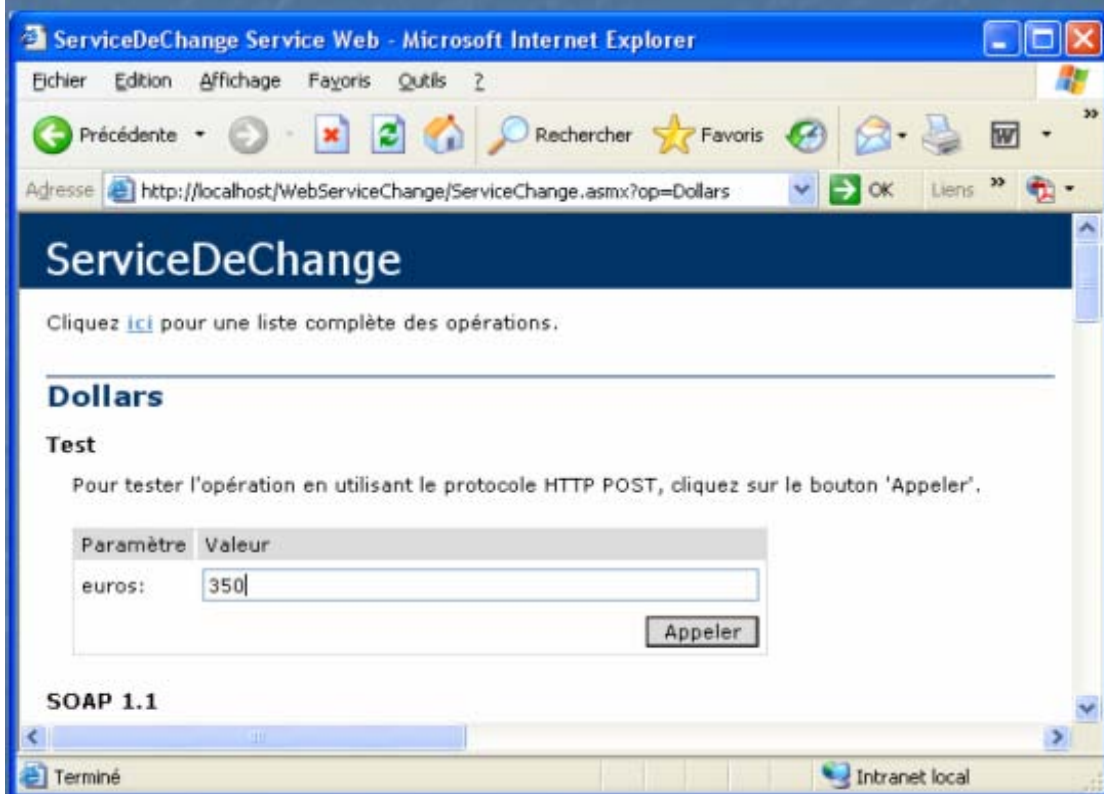 ServiceDeChange Service Web - Microsoft Internet Explorer
Fichier Edition Affichage Favoris Outils ?
Précédente Rechercher Favoris W »
Adresse http://localhost/WebServiceChange/ServiceChange.asmx?op=Dollars OK Liens »
ServiceDeChange
Cliquez ici pour une liste complète des opérations.
Dollars
Test
Pour tester l'opération en utilisant le protocole HTTP POST, cliquez sur le bouton 'Appeler'.
Paramètre Valeur
euros: 350
Appeler
SOAP 1.1
Terminé Intranet local